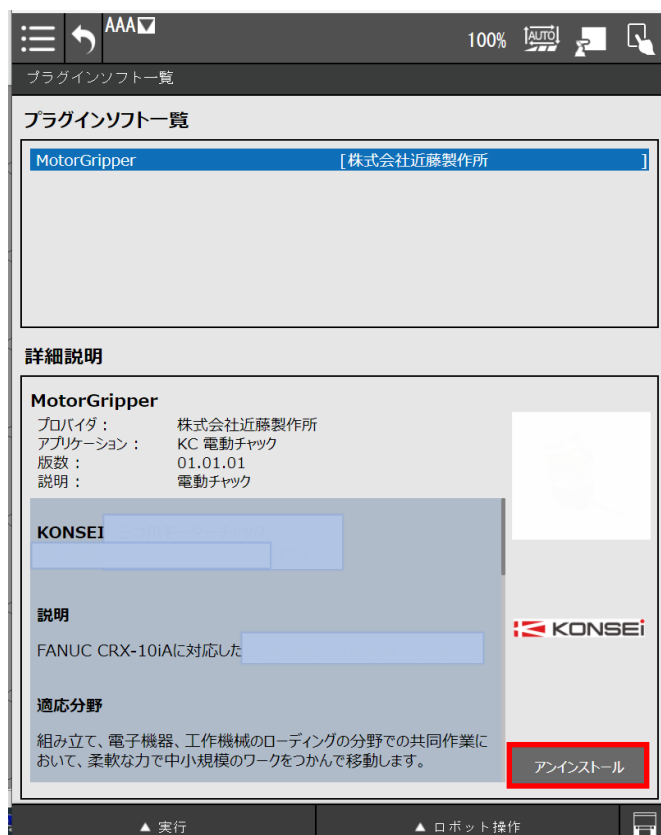 AAA
100%
AUTO
プラグインソフト一覧
プラグインソフト一覧
MotorGripper [株式会社近藤製作所 ]
詳細説明
MotorGripper
プロバイダ： 株式会社近藤製作所
アプリケーション： KC 電動チャック
版数： 01.01.01
説明： 電動チャック
KONSEI
説明
FANUC CRX-10iAに対応した
KONSEi
適応分野
組み立て、電子機器、工作機械のローディングの分野での共同作業に
おいて、柔軟な力で中小規模のワークをつかんで移動します。
アンインストール
▲ 実行
▲ ロボット操作